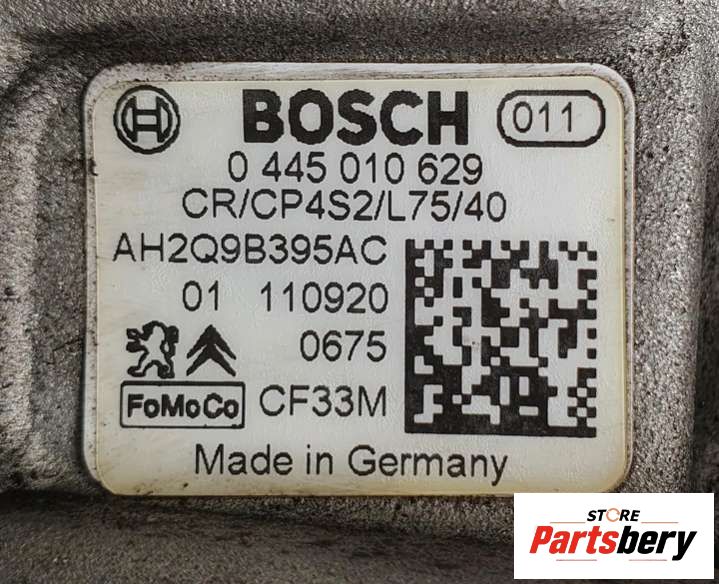 BOSCH 011
0 445 010 629
CR/CP4S2/L75/40
AH2Q9B395AC
01 110920
0675
FoMoCo CF33M
Made in Germany
STORE
Partsbery